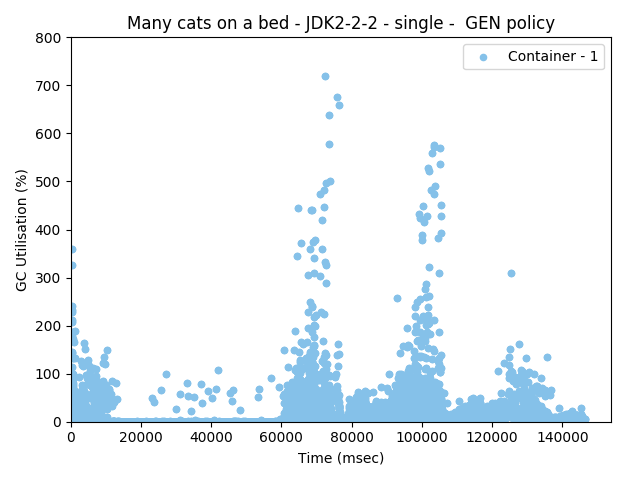 Many cats on a bed - JDK2-2-2 - single -  GEN policy
Container - 1
GC Utilisation (%)
800
700
600
500
400
300
200
100
0
0 20000 40000 60000 80000 100000 120000 140000
Time (msec)